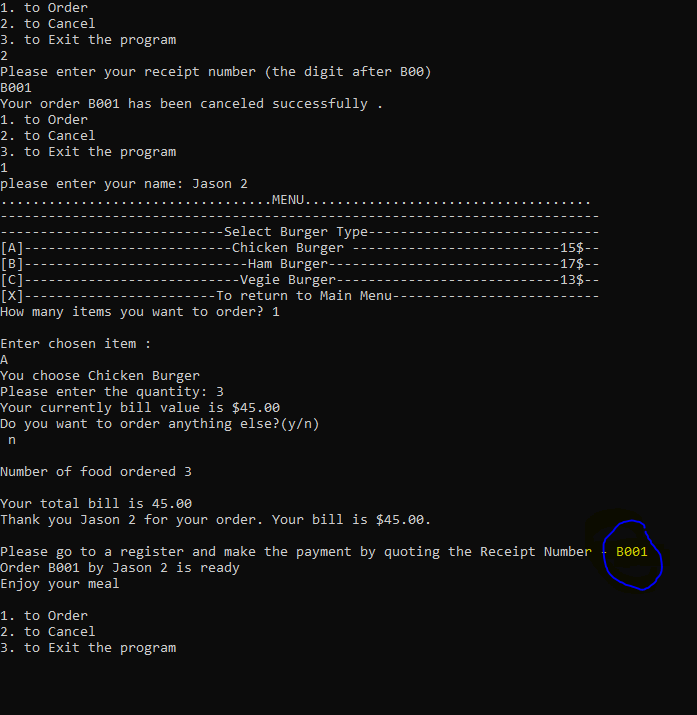 1. to Order
2. to Cancel
3. to Exit the program
2
Please enter your receipt number (the digit after B00)
B001
Your order B001 has been canceled successfully .
1. to Order
2. to Cancel
3. to Exit the program
1
please enter your name: Jason 2
..................................MENU....................................
---------------------------------------------------------------------------
----------------------------Select Burger Type-----------------------------
[A]--------------------------Chicken Burger --------------------------15$--
[B]----------------------------Ham Burger-----------------------------17$--
[C]---------------------------Vegie Burger----------------------------13$--
[X]------------------------To return to Main Menu--------------------------
How many items you want to order? 1
Enter chosen item :
A
You choose Chicken Burger
Please enter the quantity: 3
Your currently bill value is $45.00
Do you want to order anything else?(y/n)
n
Number of food ordered 3
Your total bill is 45.00
Thank you Jason 2 for your order. Your bill is $45.00.
Please go to a register and make the payment by quoting the Receipt Number - B001
Order B001 by Jason 2 is ready
Enjoy your meal
1. to Order
2. to Cancel
3. to Exit the program